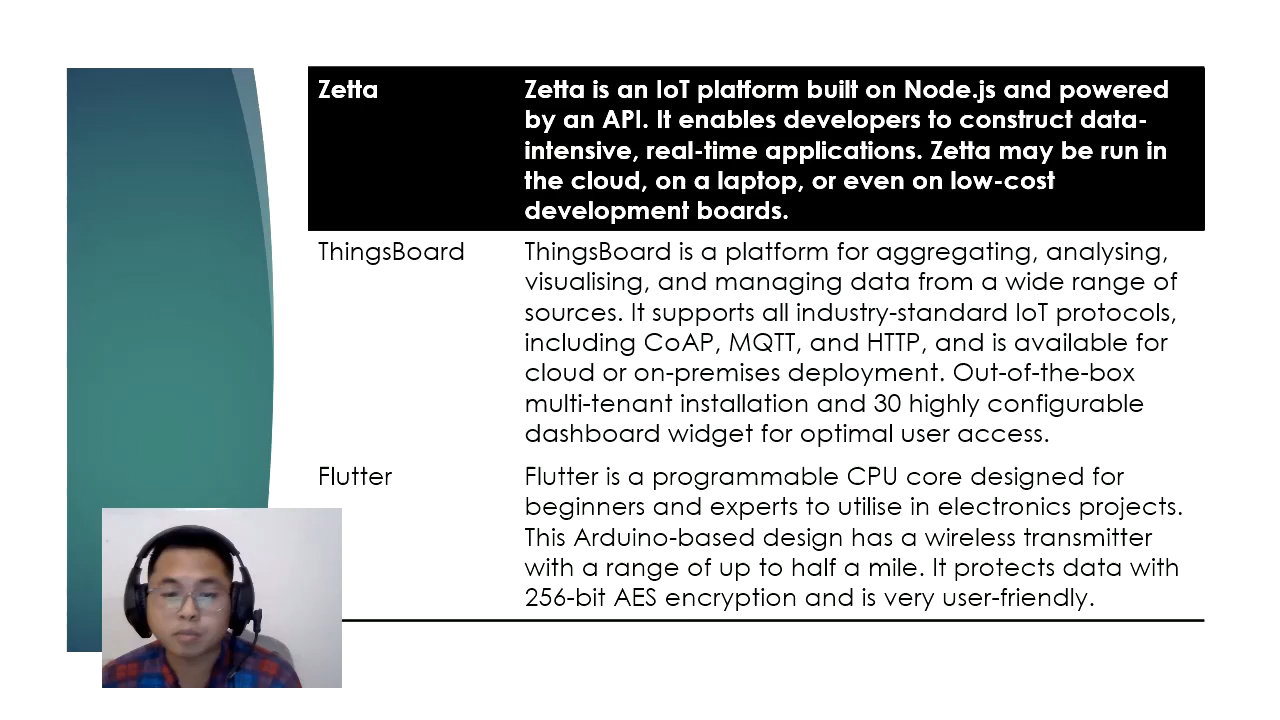 Zetta
Zetta is an IoT platform built on Node.js and powered
by an API. It enables developers to construct data-
intensive, real-time applications. Zetta may be run in
the cloud, on a laptop, or even on low-cost
development boards.
ThingsBoard
ThingsBoard is a platform for aggregating, analysing,
visualising, and managing data from a wide range of
sources. It supports all industry-standard IoT protocols,
including CoAP, MQTT, and HTTP, and is available for
cloud or on-premises deployment. Out-of-the-box
multi-tenant installation and 30 highly configurable
dashboard widget for optimal user access.
Flutter
Flutter is a programmable CPU core designed for
beginners and experts to utilise in electronics projects.
This Arduino-based design has a wireless transmitter
with a range of up to half a mile. It protects data with
256-bit AES encryption and is very user-friendly.